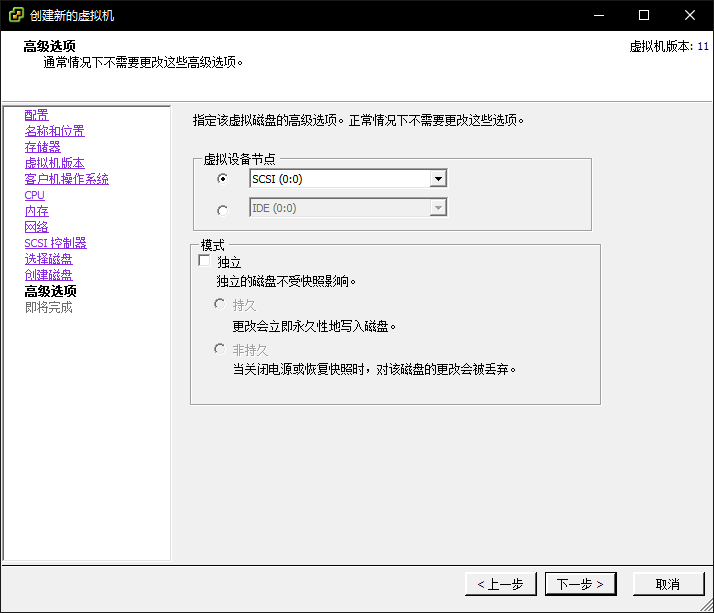 创建新的虚拟机
高级选项
虚拟机版本: 11
通常情况下不需要更改这些高级选项。
配置
名称和位置
存储器
虚拟机版本
客户机操作系统
CPU
内存
网络
SCSI 控制器
选择磁盘
创建磁盘
高级选项
即将完成
指定该虚拟磁盘的高级选项。正常情况下不需要更改这些选项。
虚拟设备节点
SCSI (0:0)
IDE (0:0)
模式
独立
独立的磁盘不受快照影响。
持久
更改会立即永久性地写入磁盘。
非持久
当关闭电源或恢复快照时，对该磁盘的更改会被丢弃。
< 上一步
下一步 >
取消